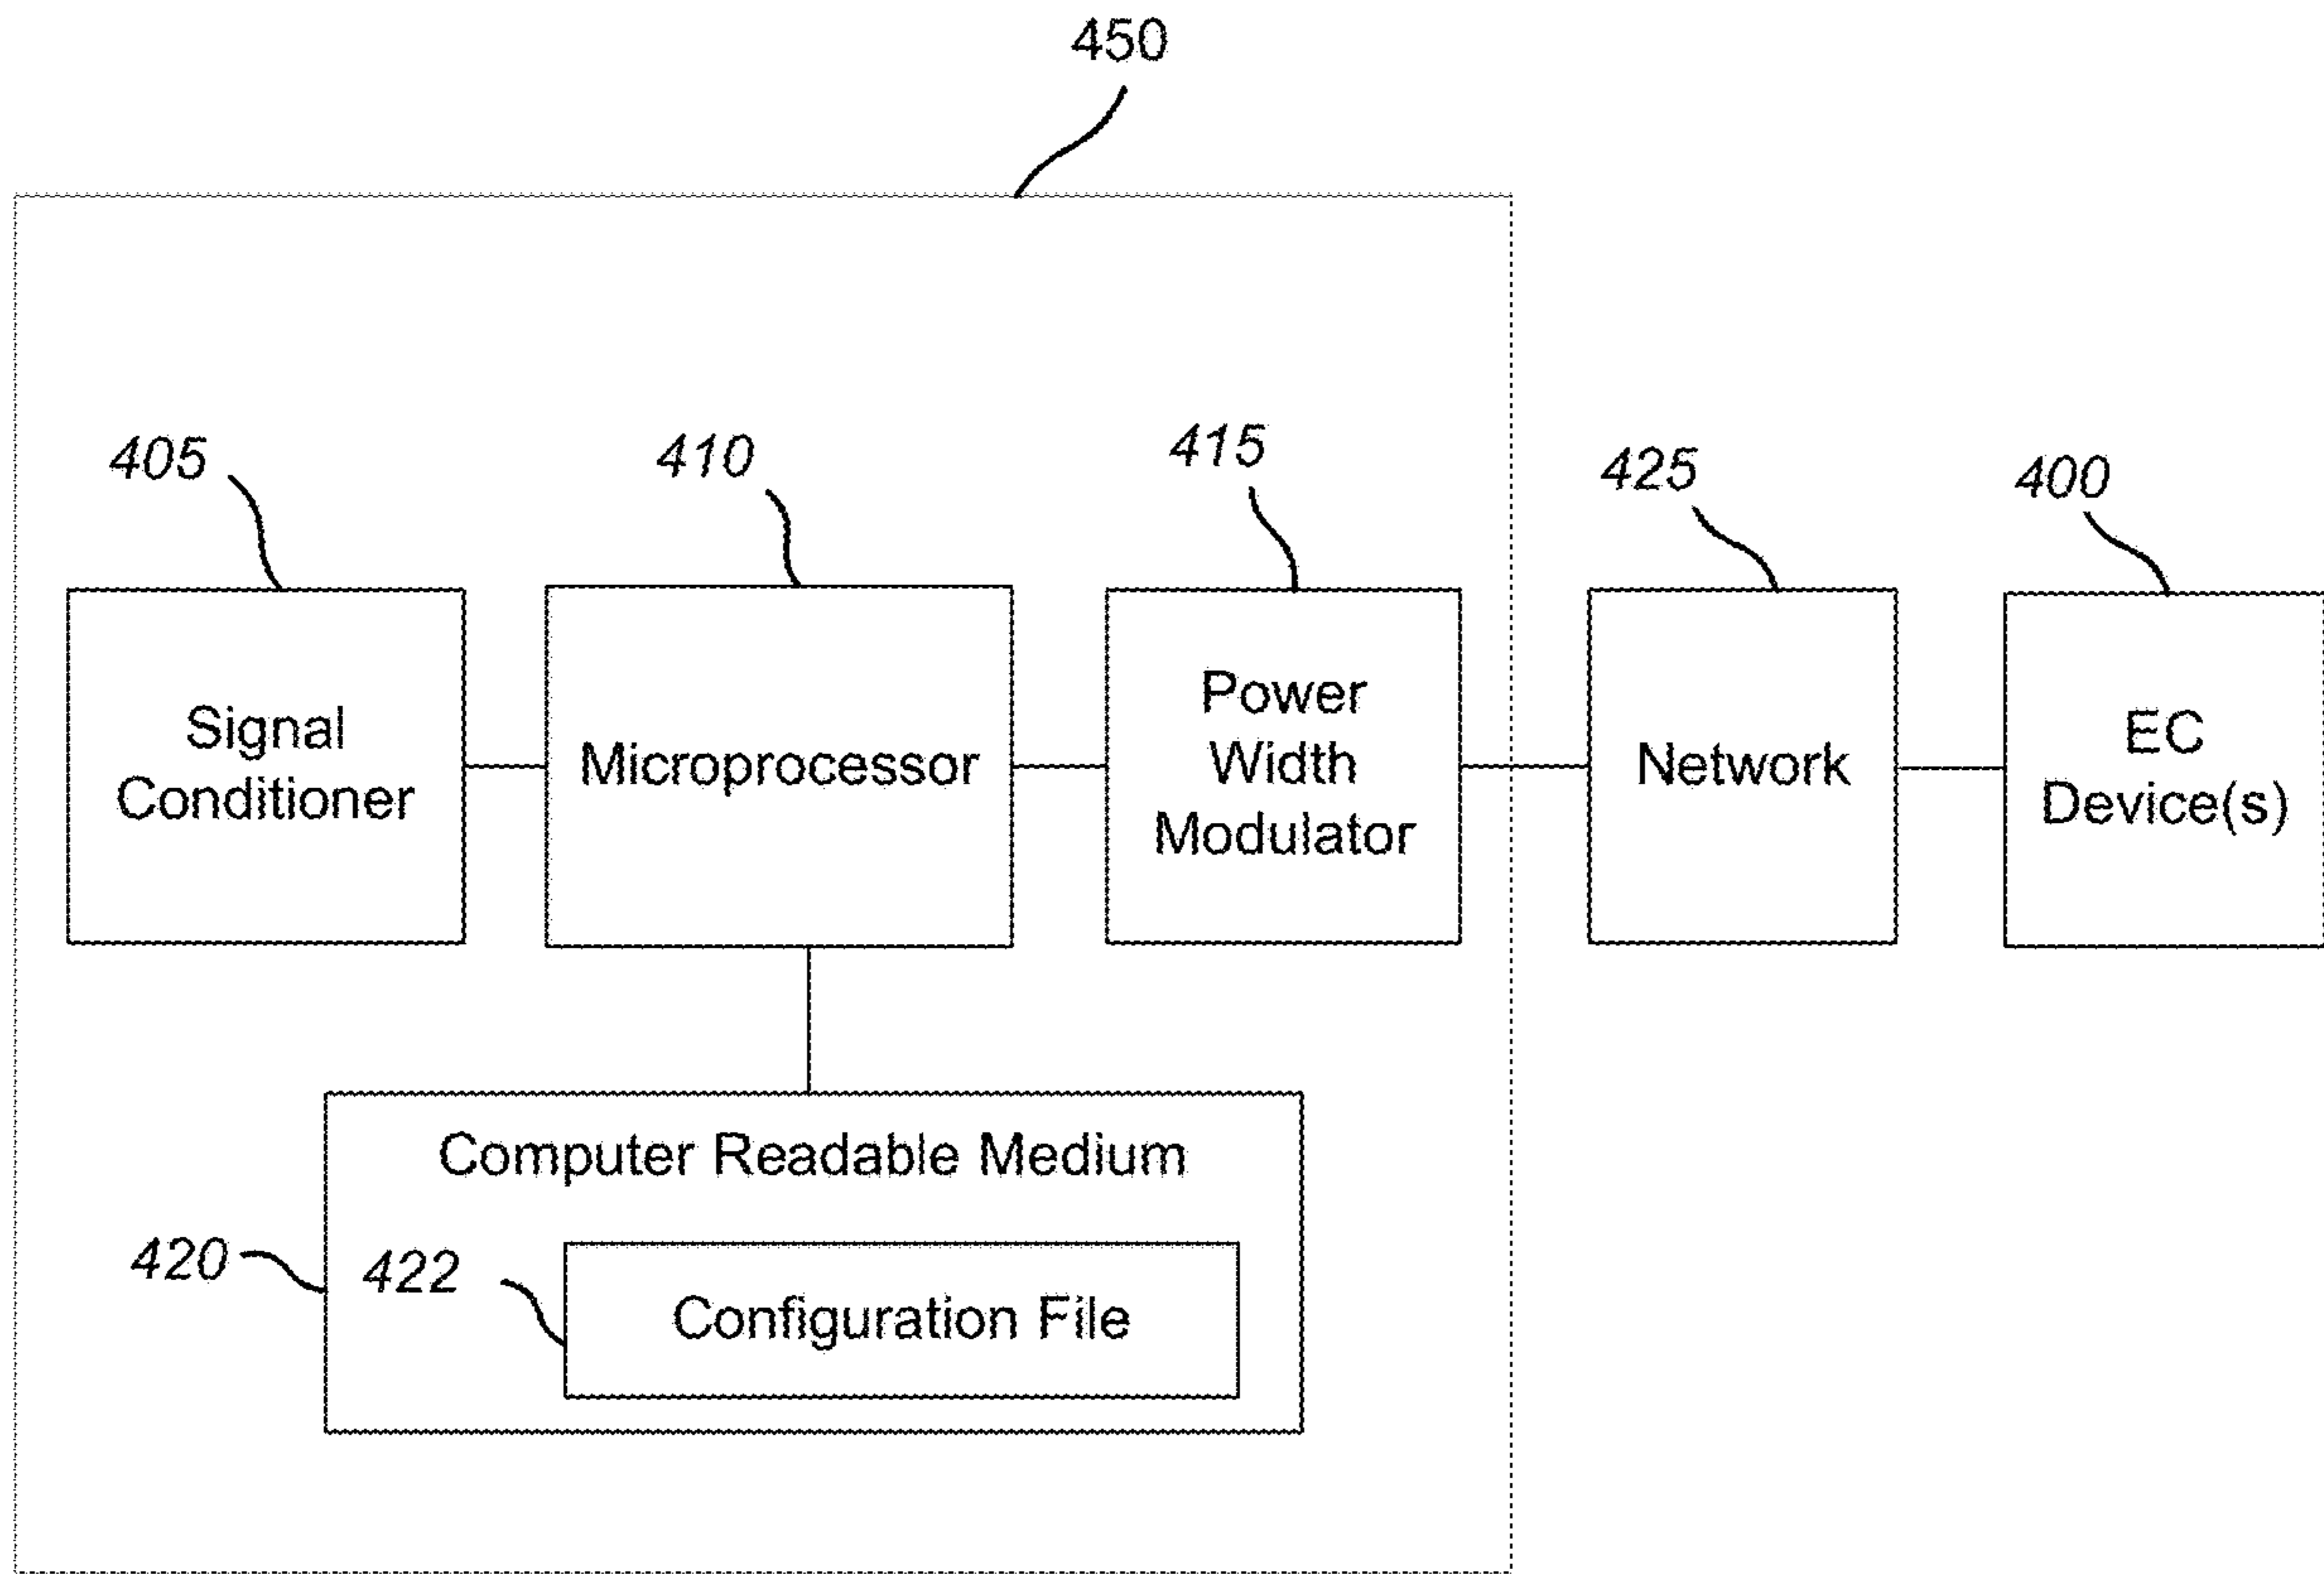 450
405
410
415
425
400
Signal
Conditioner
Microprocessor
Power
Width
Modulator
Network
EC
Device(s)
Computer Readable Medium
420
422
Configuration File